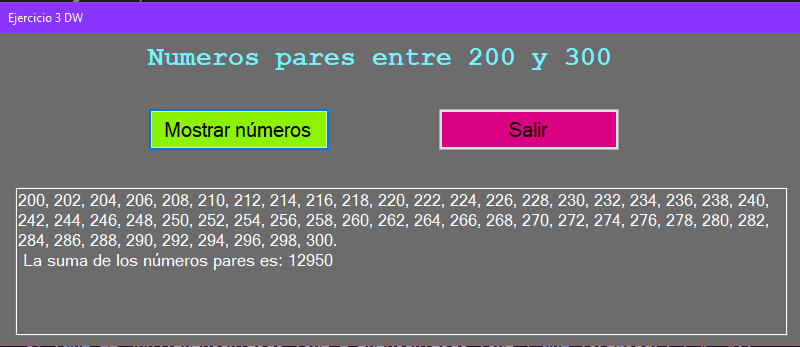 Ejercicio 3 DW
Numeros pares entre 200 y 300
Mostrar números
Salir
200, 202, 204, 206, 208, 210, 212, 214, 216, 218, 220, 222, 224, 226, 228, 230, 232, 234, 236, 238, 240,
242, 244, 246, 248, 250, 252, 254, 256, 258, 260, 262, 264, 266, 268, 270, 272, 274, 276, 278, 280, 282,
284, 286, 288, 290, 292, 294, 296, 298, 300.
La suma de los números pares es: 12950